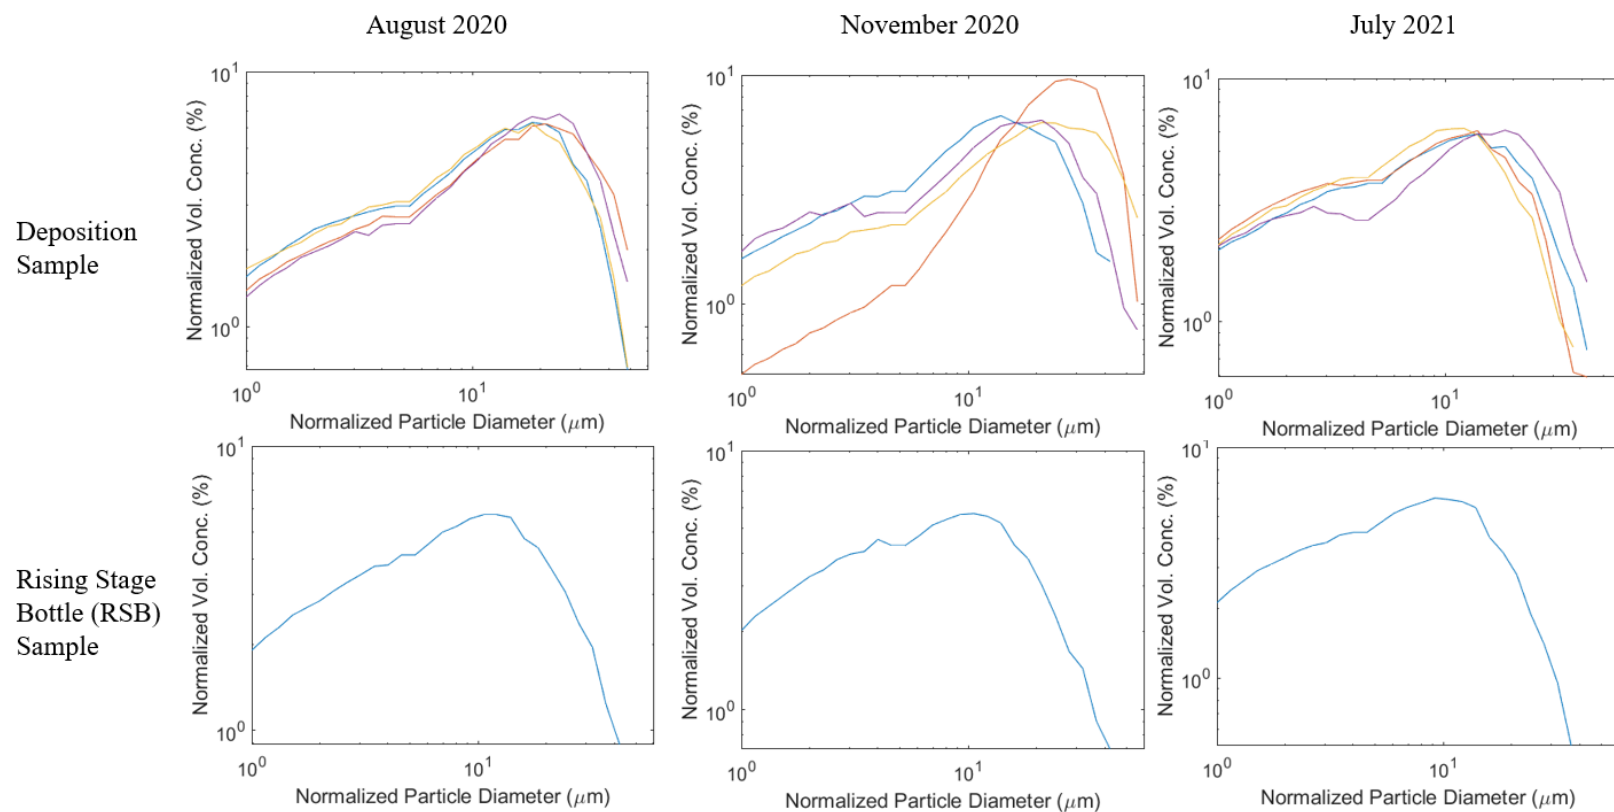 August 2020
November 2020
July 2021
Deposition
Sample
Normalized Vol. Conc. (%)
10^1
10^0
10^0
10^1
Normalized Particle Diameter (μm)
Normalized Vol. Conc. (%)
10^1
10^0
10^0
10^1
Normalized Particle Diameter (μm)
Normalized Vol. Conc. (%)
10^1
10^0
10^0
10^1
Normalized Particle Diameter (μm)
Rising Stage
Bottle (RSB)
Sample
Normalized Vol. Conc. (%)
10^1
10^0
10^0
10^1
Normalized Particle Diameter (μm)
Normalized Vol. Conc. (%)
10^1
10^0
10^0
10^1
Normalized Particle Diameter (μm)
Normalized Vol. Conc. (%)
10^1
10^0
10^0
10^1
Normalized Particle Diameter (μm)